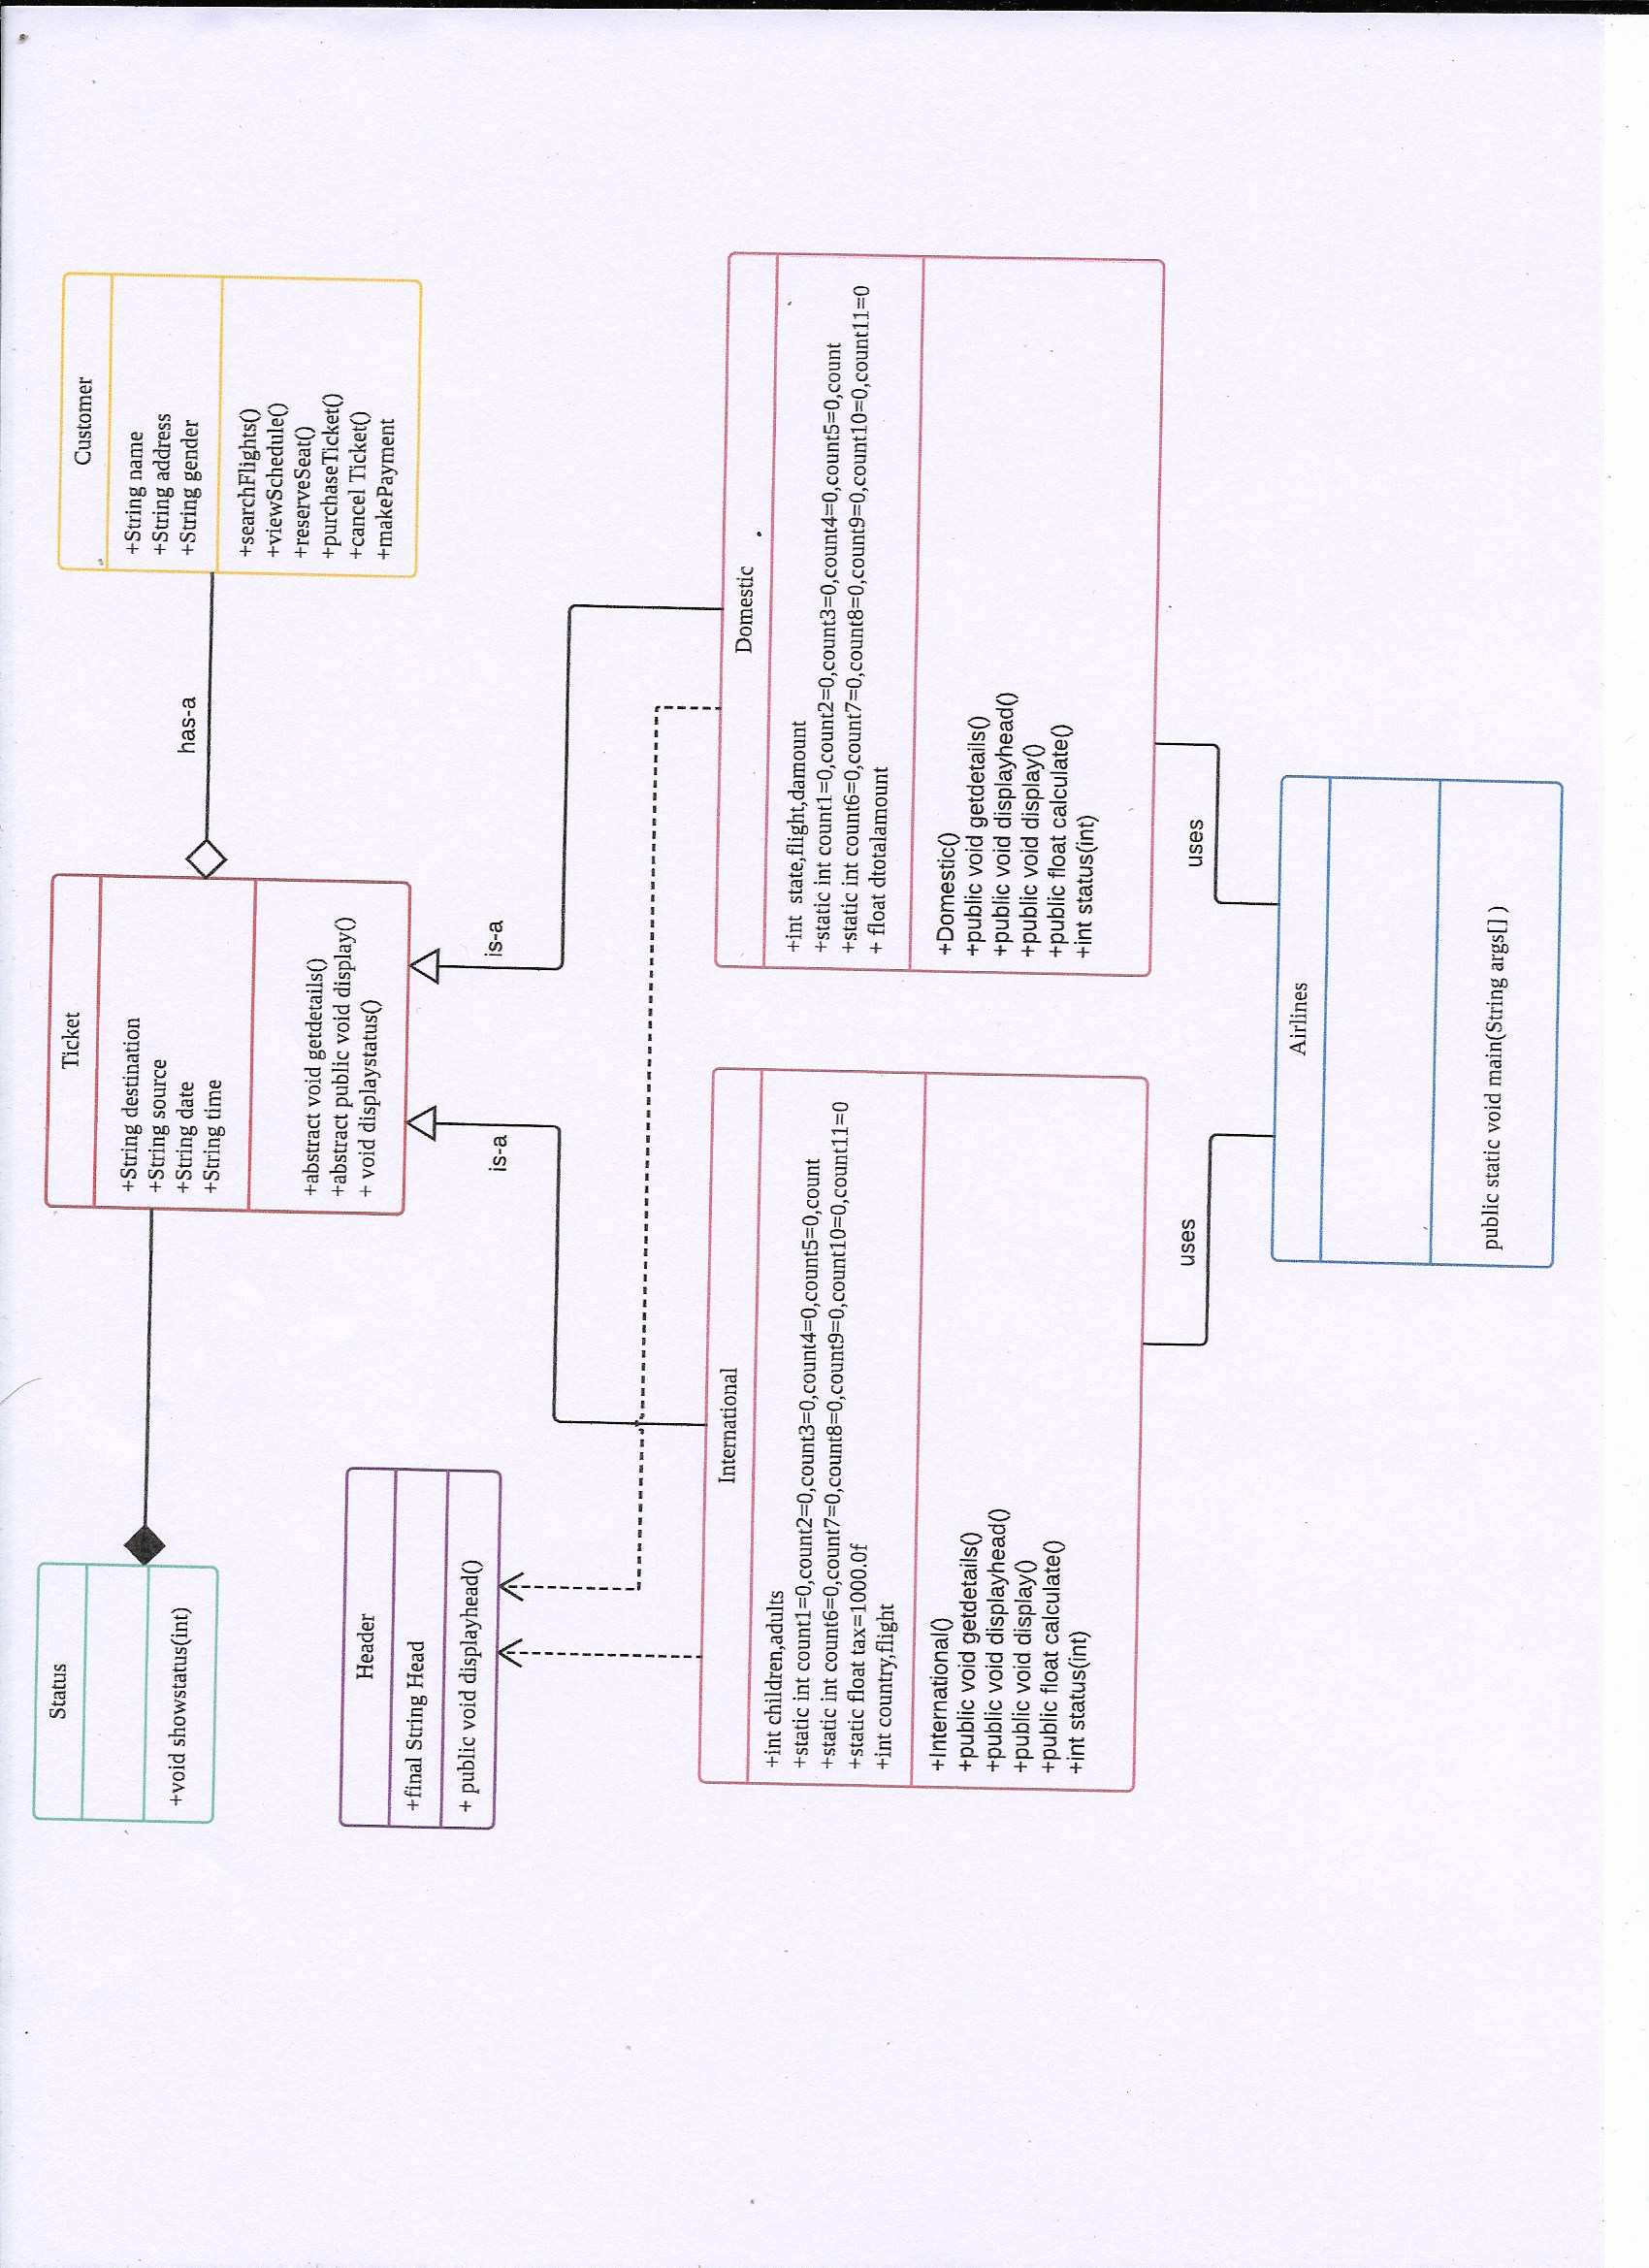 Status
+void showstatus(int)
Ticket
+String destination
+String source
+String date
+String time
+abstract void getdetails()
+abstract public void display()
+ void displaystatus()
has-a
Customer
+String name
+String address
+String gender
+searchFlights()
+viewSchedule()
+reserveSeat()
+purchaseTicket()
+cancel Ticket()
+makePayment
Header
+final String Head
+ public void displayhead()
is-a
is-a
International
+int children,adults
+static int count1=0,count2=0,count3=0,count4=0,count5=0,count
+static int count6=0,count7=0,count8=0,count9=0,count10=0,count11=0
+static float tax=1000.0f
+int country,flight
+International()
+public void getdetails()
+public void displayhead()
+public void display()
+public float calculate()
+int status(int)
Domestic
+int state,flight,damount
+static int count1=0,count2=0,count3=0,count4=0,count5=0,count
+static int count6=0,count7=0,count8=0,count9=0,count10=0,count11=0
+ float dtotalamount
+Domestic()
+public void getdetails()
+public void displayhead()
+public void display()
+public float calculate()
+int status(int)
uses
uses
Airlines
public static void main(String args[] )